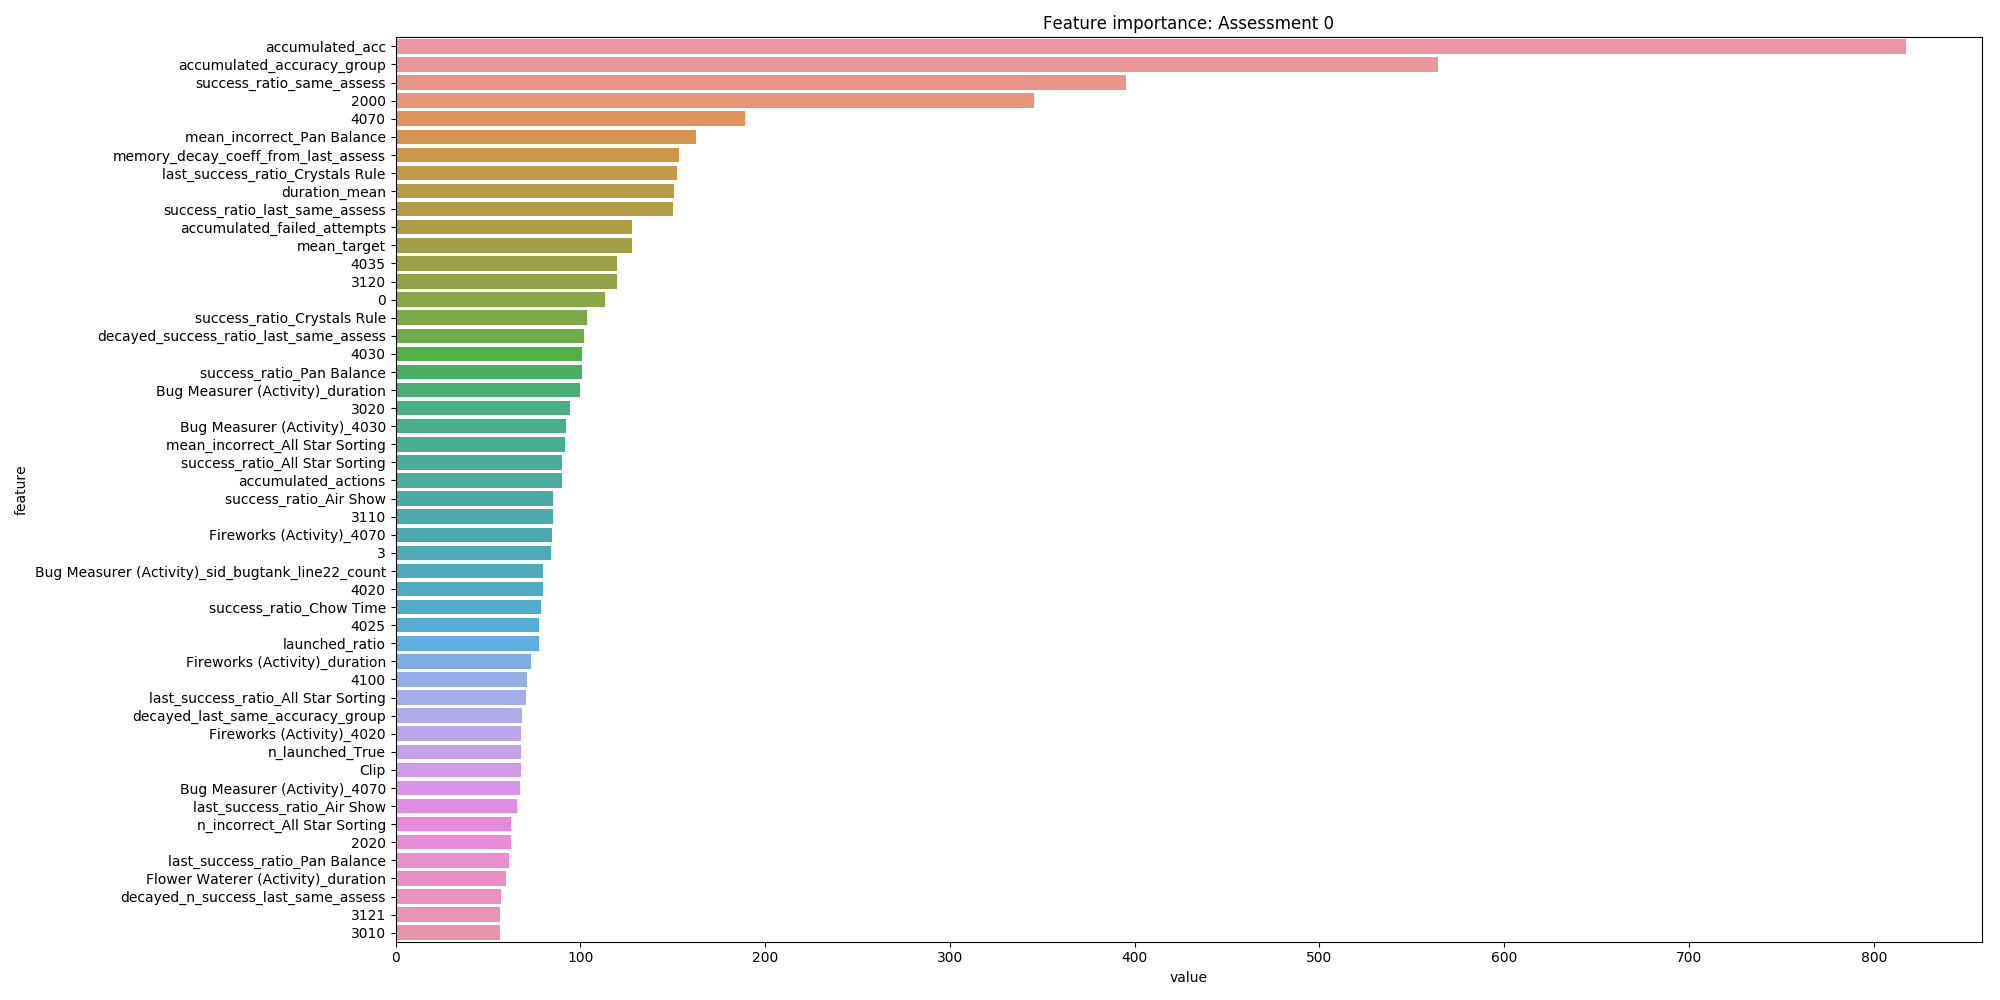 Feature importance: Assessment 0
accumulated_acc
accumulated_accuracy_group
success_ratio_same_assess
2000
4070
mean_incorrect_Pan Balance
memory_decay_coeff_from_last_assess
last_success_ratio_Crystals Rule
duration_mean
success_ratio_last_same_assess
accumulated_failed_attempts
mean_target
4035
3120
0
success_ratio_Crystals Rule
decayed_success_ratio_last_same_assess
4030
success_ratio_Pan Balance
Bug Measurer (Activity)_duration
3020
Bug Measurer (Activity)_4030
mean_incorrect_All Star Sorting
success_ratio_All Star Sorting
accumulated_actions
success_ratio_Air Show
3110
Fireworks (Activity)_4070
3
Bug Measurer (Activity)_sid_bugtank_line22_count
4020
success_ratio_Chow Time
4025
launched_ratio
Fireworks (Activity)_duration
4100
last_success_ratio_All Star Sorting
decayed_last_same_accuracy_group
Fireworks (Activity)_4020
n_launched_True
Clip
Bug Measurer (Activity)_4070
last_success_ratio_Air Show
n_incorrect_All Star Sorting
2020
last_success_ratio_Pan Balance
Flower Waterer (Activity)_duration
decayed_n_success_last_same_assess
3121
3010
feature
0 100 200 300 400 500 600 700 800
value